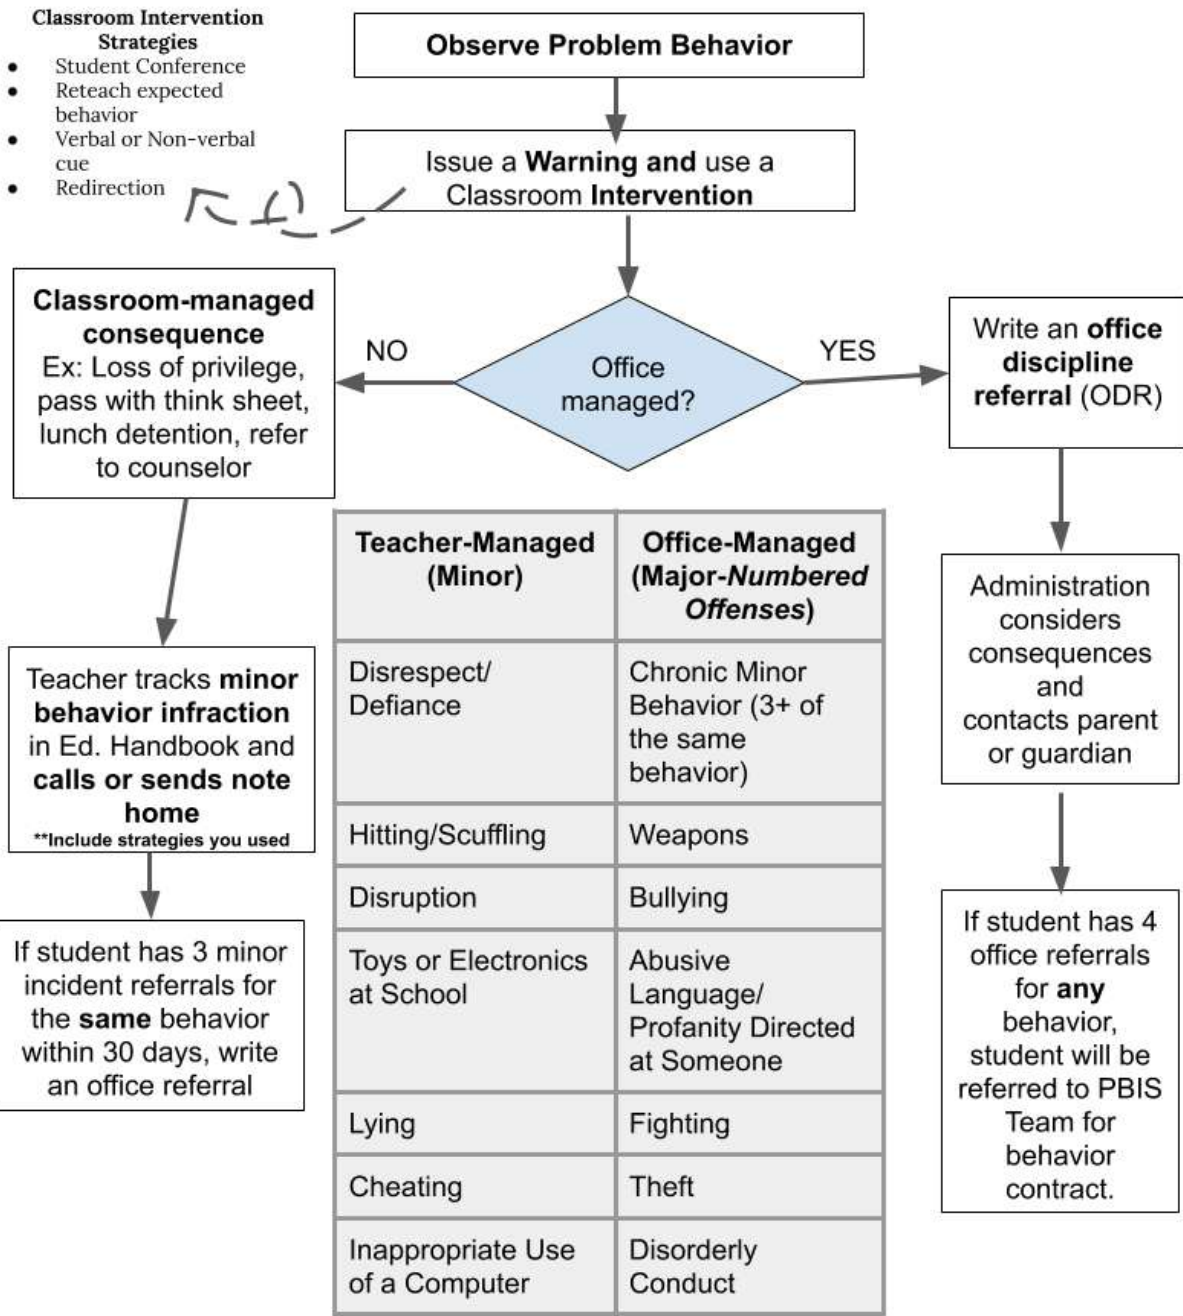 Classroom Intervention
Strategies
● Student Conference
● Reteach expected
behavior
● Verbal or Non-verbal
cue
● Redirection
Observe Problem Behavior
Issue a Warning and use a
Classroom Intervention
Office
managed?
NO
YES
Classroom-managed
consequence
Ex: Loss of privilege,
pass with think sheet,
lunch detention, refer
to counselor
Teacher tracks minor
behavior infraction
in Ed. Handbook and
calls or sends note
home
**Include strategies you used
If student has 3 minor
incident referrals for
the same behavior
within 30 days, write
an office referral
Teacher-Managed
(Minor)
Office-Managed
(Major-Numbered
Offenses)
Disrespect/
Defiance
Chronic Minor
Behavior (3+ of
the same
behavior)
Hitting/Scuffling
Weapons
Disruption
Bullying
Toys or Electronics
at School
Abusive
Language/
Profanity Directed
at Someone
Lying
Fighting
Cheating
Theft
Inappropriate Use
of a Computer
Disorderly
Conduct
Write an office
discipline
referral (ODR)
Administration
considers
consequences
and
contacts parent
or guardian
If student has 4
office referrals
for any
behavior,
student will be
referred to PBIS
Team for
behavior
contract.